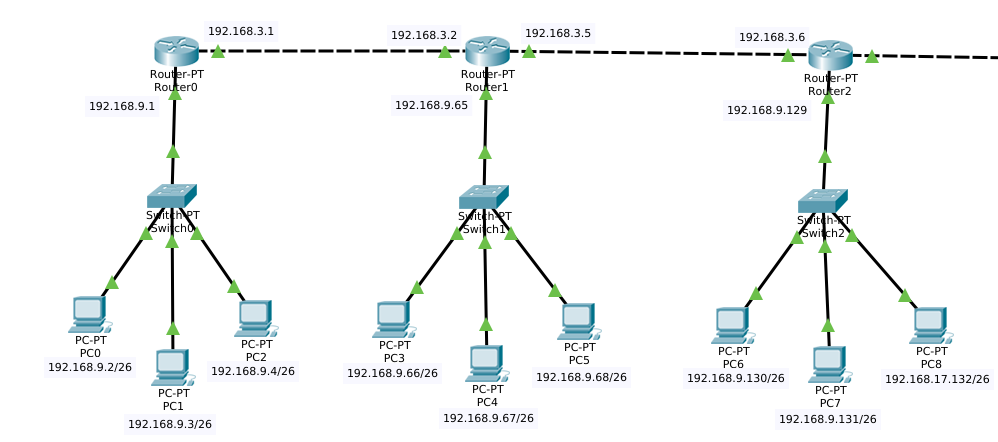 192.168.3.1
192.168.3.2
192.168.3.5
192.168.3.6
Router-PT
Router0
Router-PT
Router1
Router-PT
Router2
192.168.9.1
192.168.9.65
192.168.9.129
Switch-PT
Switch0
Switch-PT
Switch1
Switch-PT
Switch2
PC-PT
PC0
192.168.9.2/26
PC-PT
PC1
192.168.9.3/26
PC-PT
PC2
192.168.9.4/26
PC-PT
PC3
192.168.9.66/26
PC-PT
PC4
192.168.9.67/26
PC-PT
PC5
192.168.9.68/26
PC-PT
PC6
192.168.9.130/26
PC-PT
PC7
192.168.9.131/26
PC-PT
PC8
192.168.17.132/26